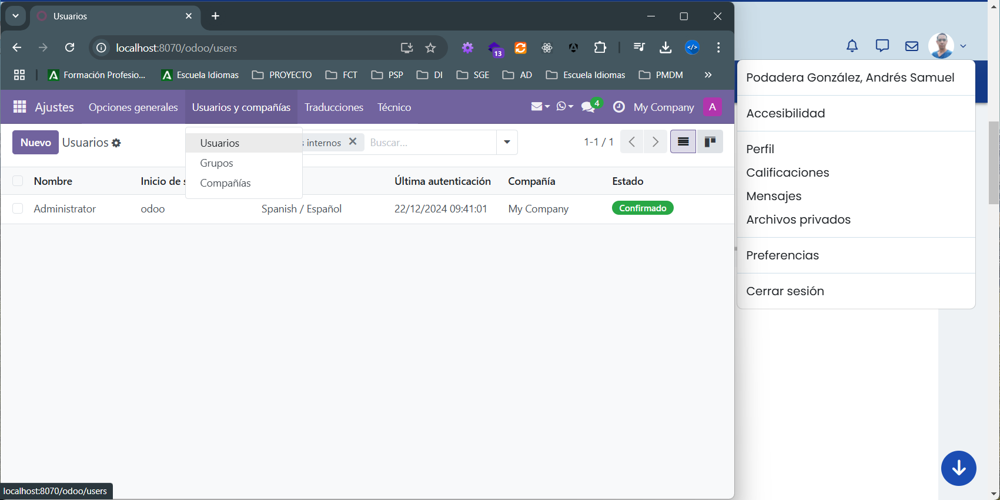 Usuarios
localhost:8070/odoo/users
13
Formación Profesio...
Escuela Idiomas
PROYECTO
FCT
PSP
DI
SGE
AD
Escuela Idiomas
PMDM
»
Ajustes
Opciones generales
Usuarios y compañías
Traducciones
Técnico
4
My Company
A
Nuevo
Usuarios
s internos
Buscar...
1-1 / 1
Usuarios
Grupos
Compañías
Nombre
Inicio de s
Última autenticación
Compañía
Estado
Administrator
odoo
Spanish / Español
22/12/2024 09:41:01
My Company
Confirmado
localhost:8070/odoo/users
Podadera González, Andrés Samuel
Accesibilidad
Perfil
Calificaciones
Mensajes
Archivos privados
Preferencias
Cerrar sesión